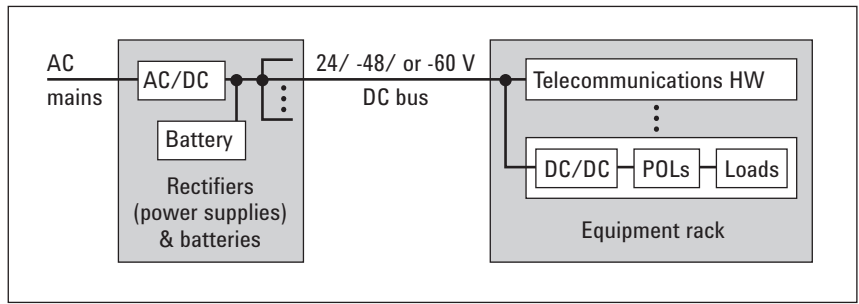 AC
mains
AC/DC
Battery
Rectifiers
(power supplies)
& batteries
24/ -48/ or -60 V
DC bus
Telecommunications HW
DC/DC
POLs
Loads
Equipment rack